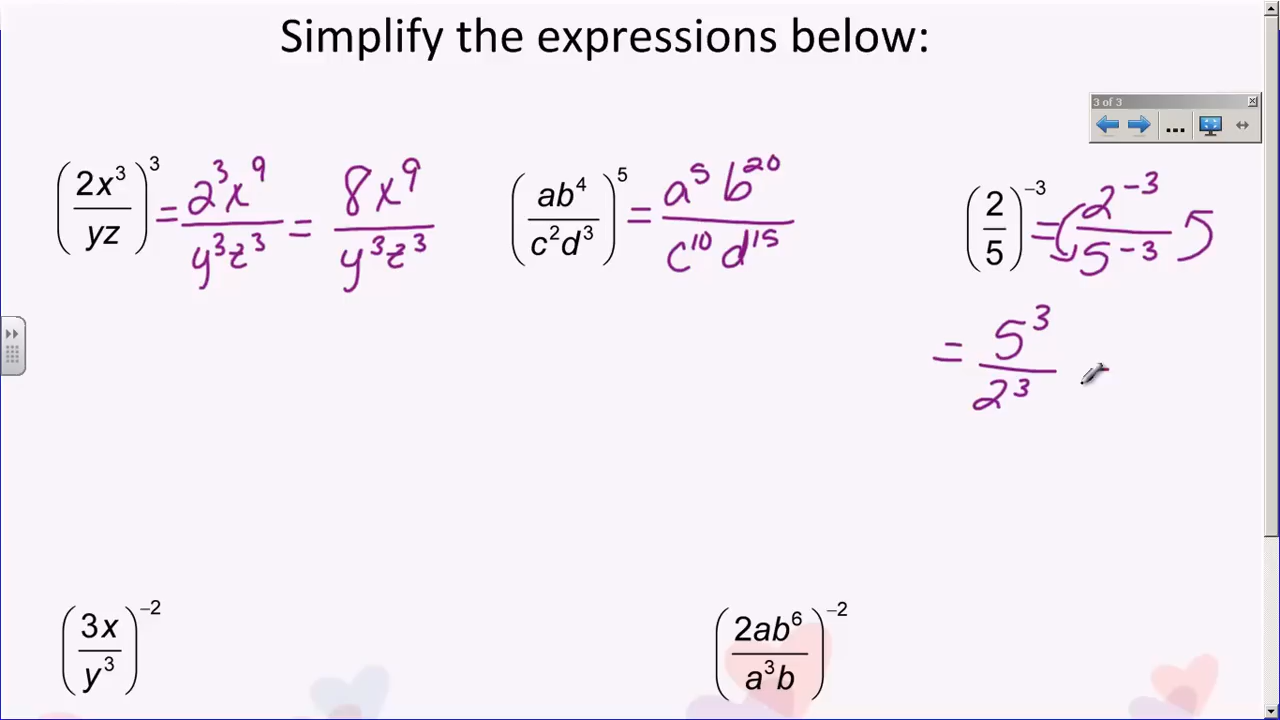 Simplify the expressions below:
3 of 3
(2x³/yz)³ = 2³x⁹/y³z³ = 8x⁹/y³z³
(ab⁴/c²d³)⁵ = a⁵b²⁰/c¹⁰d¹⁵
(2/5)⁻³ = 2⁻³/5⁻³ 5
= 5³/2³
(3x/y³)⁻²
(2ab⁶/a³b)⁻²